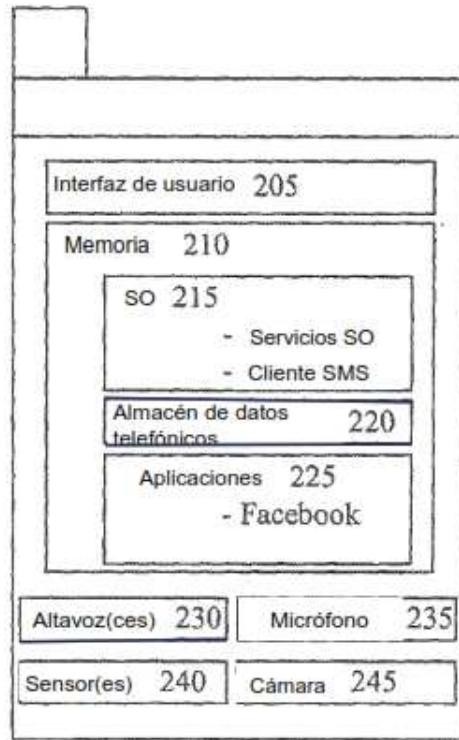 Interfaz de usuario 205
Memoria 210
SO 215
- Servicios SO
- Cliente SMS
Almacén de datos 220
telefónicos
Aplicaciones 225
- Facebook
Altavoz(ces) 230
Micrófono 235
Sensor(es) 240
Cámara 245